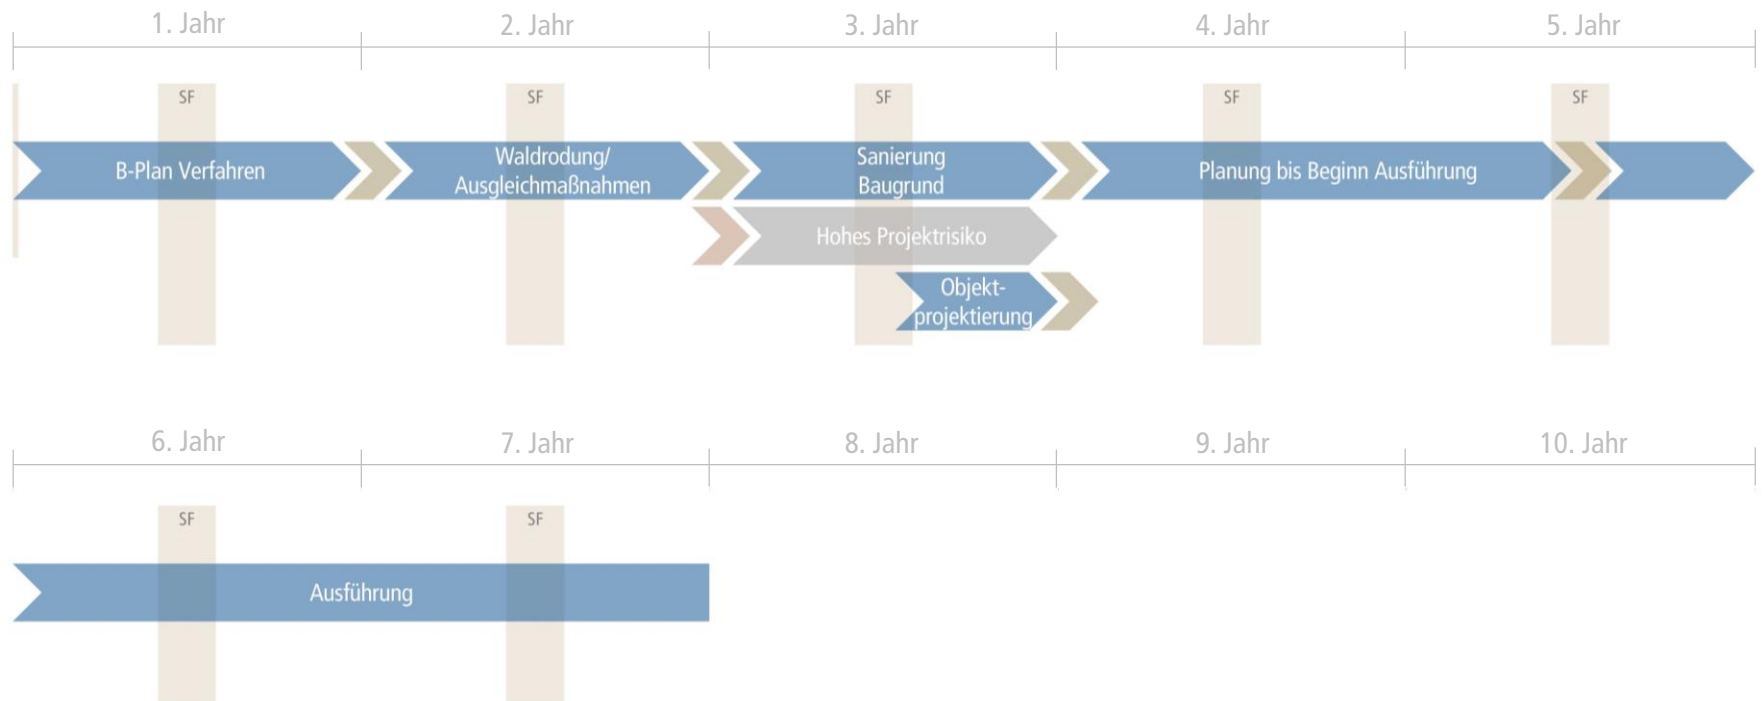 1. Jahr
2. Jahr
3. Jahr
4. Jahr
5. Jahr
SF
SF
SF
SF
SF
B-Plan Verfahren
Waldrodung/
Ausgleichmaßnahmen
Sanierung
Baugrund
Planung bis Beginn Ausführung
Hohes Projektrisiko
Objekt-
projektierung
6. Jahr
7. Jahr
8. Jahr
9. Jahr
10. Jahr
SF
SF
Ausführung